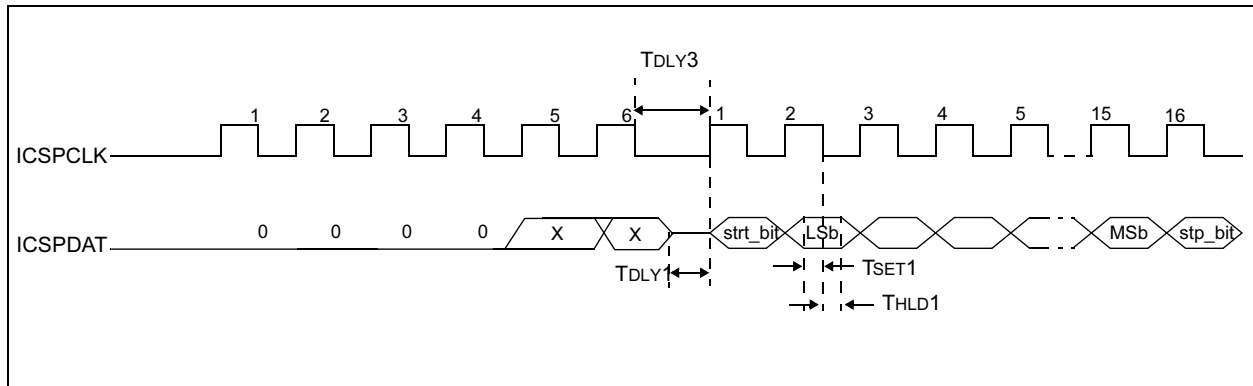 TDLY3
1 2 3 4 5 6 1 2 3 4 5 15 16
ICSPCLK
ICSPDAT
0 0 0 0 X X strt_bit LSb MSb stp_bit
TDLY1
TSET1
THLD1